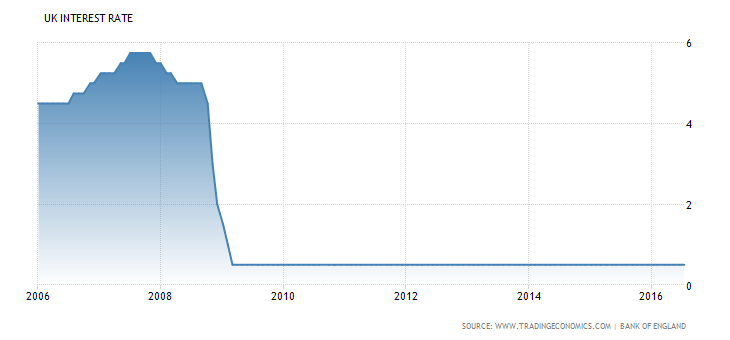 UK INTEREST RATE
6
4
2
0
2006 2008 2010 2012 2014 2016
SOURCE: WWW.TRADINGECONOMICS.COM | BANK OF ENGLAND